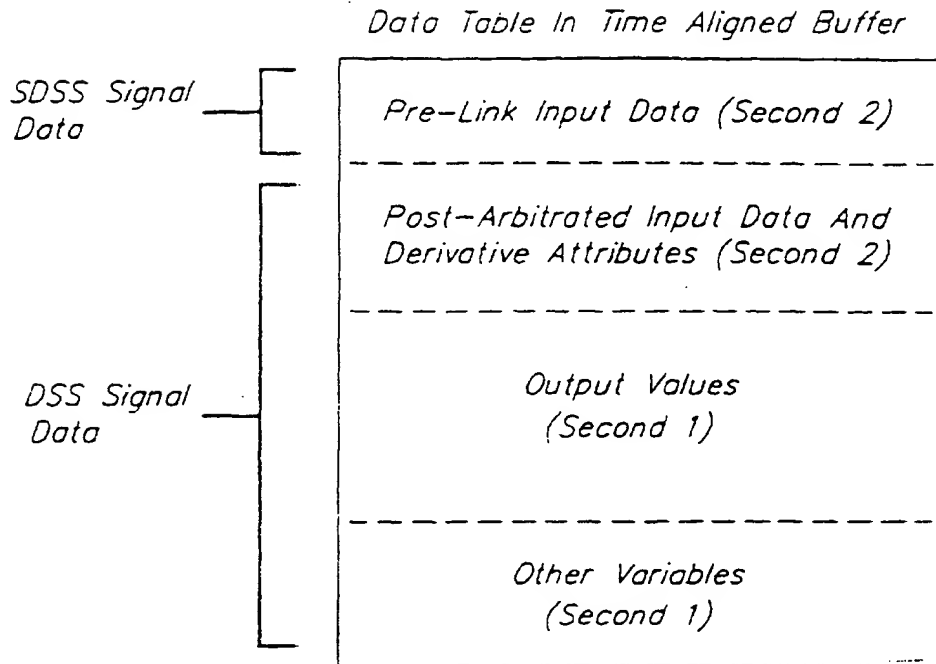 Data Table In Time Aligned Buffer
SDSS Signal
Data
Pre-Link Input Data (Second 2)
Post-Arbitrated Input Data And
Derivative Attributes (Second 2)
DSS Signal
Data
Output Values
(Second 1)
Other Variables
(Second 1)